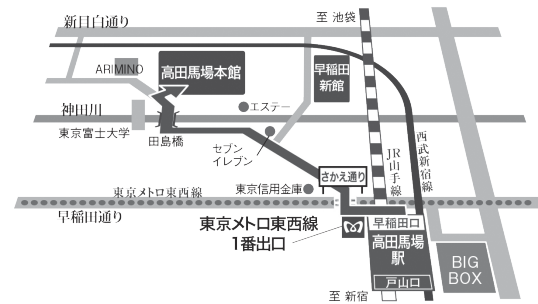 至 池袋
新目白通り
ARIMINO
高田馬場本館
早稲田
新館
エステー
神田川
東京富士大学
田島橋
セブン
イレブン
さかえ通り
JR山手線
西武新宿線
東京信用金庫
東京メトロ東西線
早稲田通り
東京メトロ東西線
1番出口
早稲田口
高田馬場
駅
戸山口
BIG
BOX
至 新宿